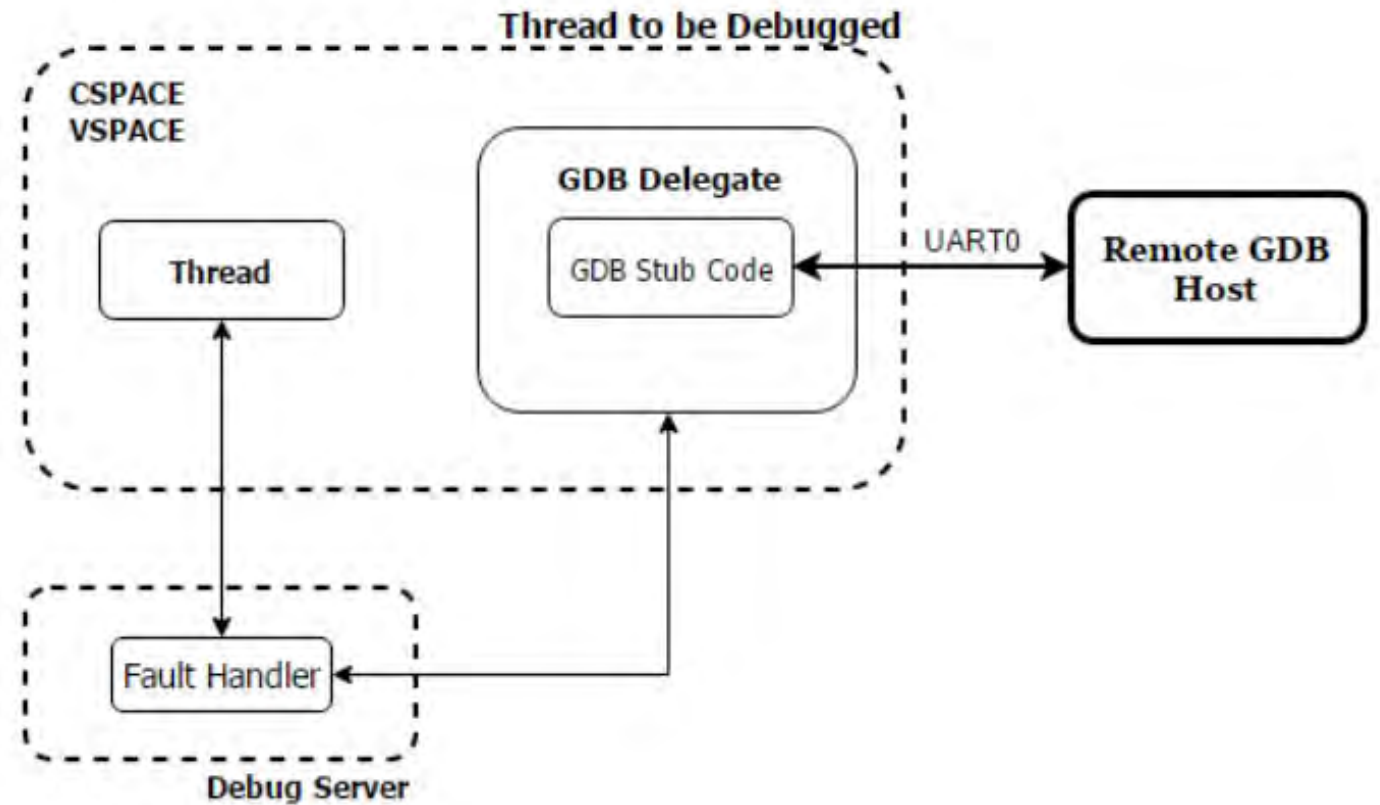 Thread to be Debugged
CSPACE
VSPACE
GDB Delegate
Thread
GDB Stub Code
UART0
Remote GDB
Host
Fault Handler
Debug Server